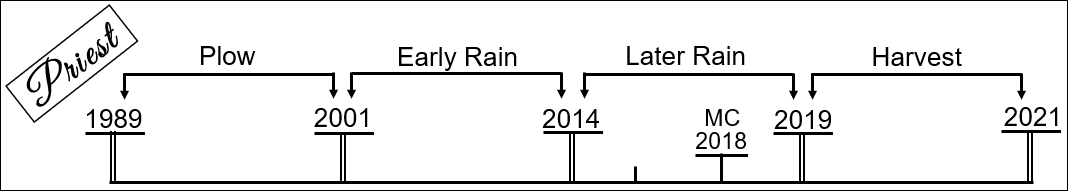 Priest
Plow
Early Rain
Later Rain
Harvest
1989
2001
2014
MC
2018
2019
2021